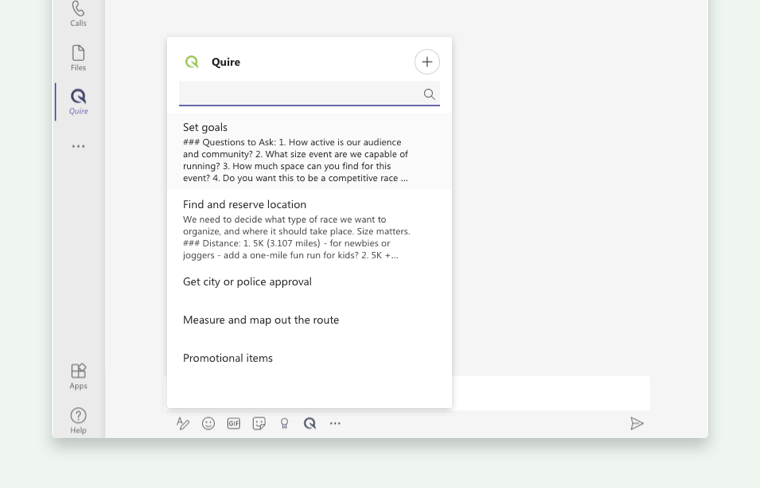 Calls
Files
Quire
Quire
Set goals
### Questions to Ask: 1. How active is our audience
and community? 2. What size event are we capable of
running? 3. How much space can you find for this
event? 4. Do you want this to be a competitive race ...
Find and reserve location
We need to decide what type of race we want to
organize, and where it should take place. Size matters.
### Distance: 1. 5K (3.107 miles) - for newbies or
joggers - add a one-mile fun run for kids? 2. 5K +...
Get city or police approval
Measure and map out the route
Promotional items
Apps
Help
GIF